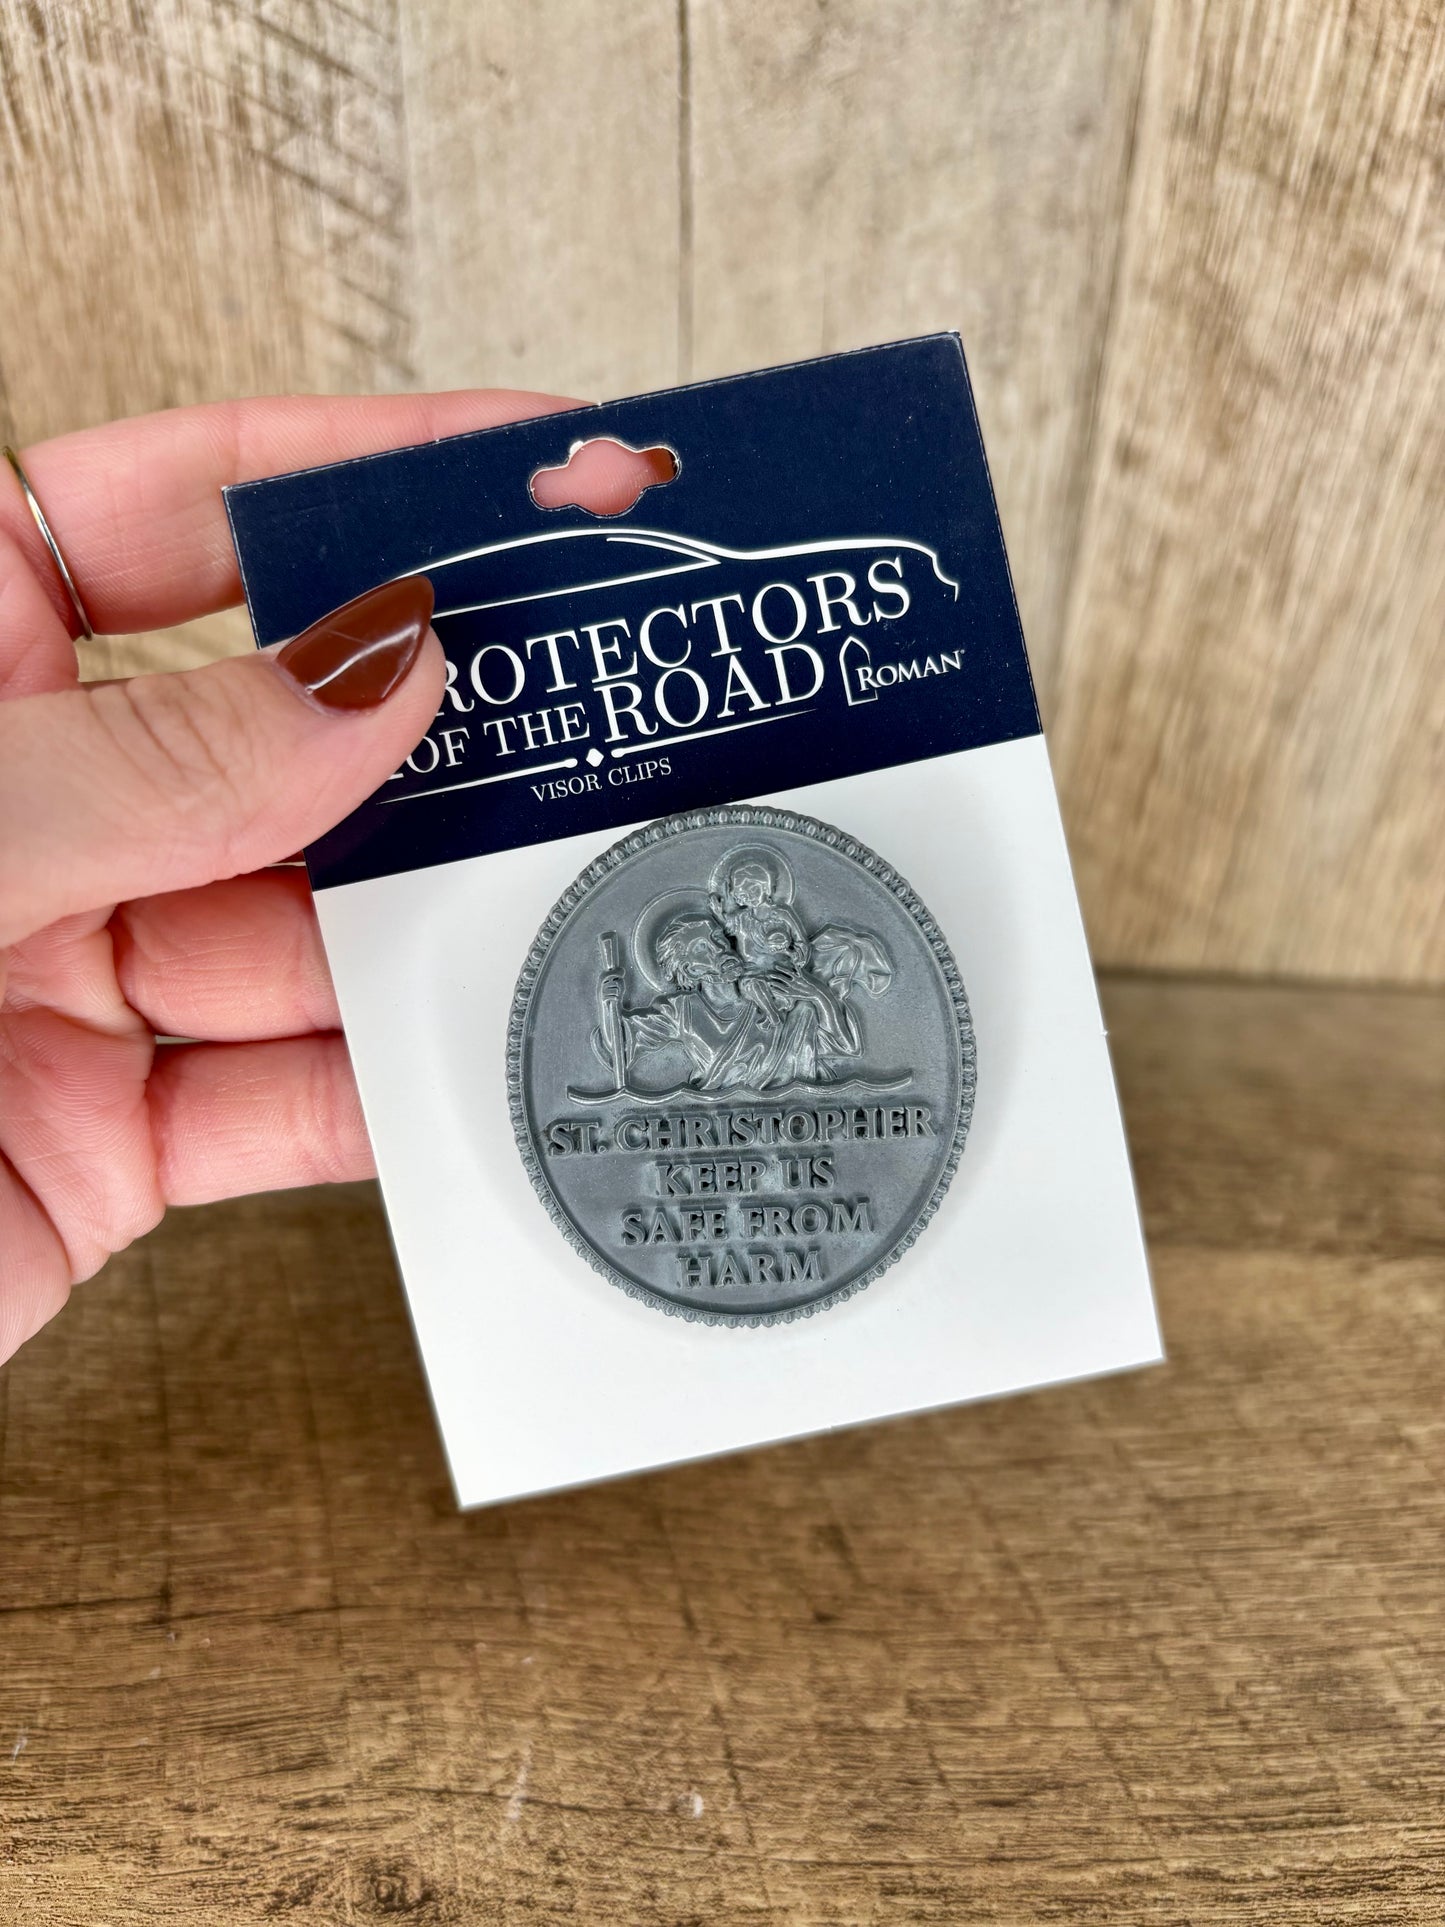 PROTECTORS
OF THE ROAD
ROMAN®
VISOR CLIPS
ST. CHRISTOPHER
KEEP US
SAFE FROM
HARM